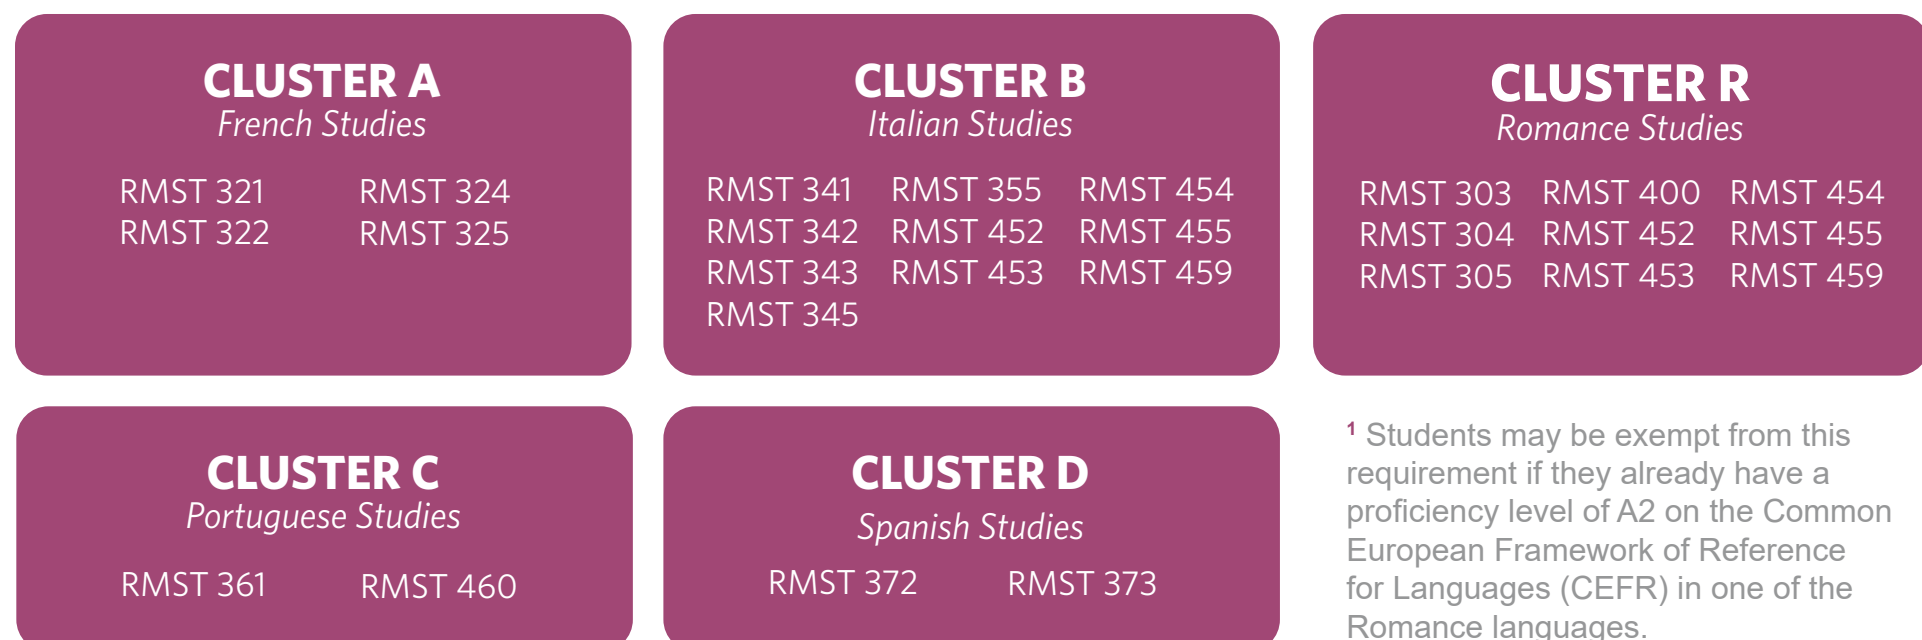 CLUSTER A
French Studies
RMST 321 RMST 324
RMST 322 RMST 325
CLUSTER B
Italian Studies
RMST 341 RMST 355 RMST 454
RMST 342 RMST 452 RMST 455
RMST 343 RMST 453 RMST 459
RMST 345
CLUSTER R
Romance Studies
RMST 303 RMST 400 RMST 454
RMST 304 RMST 452 RMST 455
RMST 305 RMST 453 RMST 459
CLUSTER C
Portuguese Studies
RMST 361 RMST 460
CLUSTER D
Spanish Studies
RMST 372 RMST 373
1 Students may be exempt from this
requirement if they already have a
proficiency level of A2 on the Common
European Framework of Reference
for Languages (CEFR) in one of the
Romance languages.